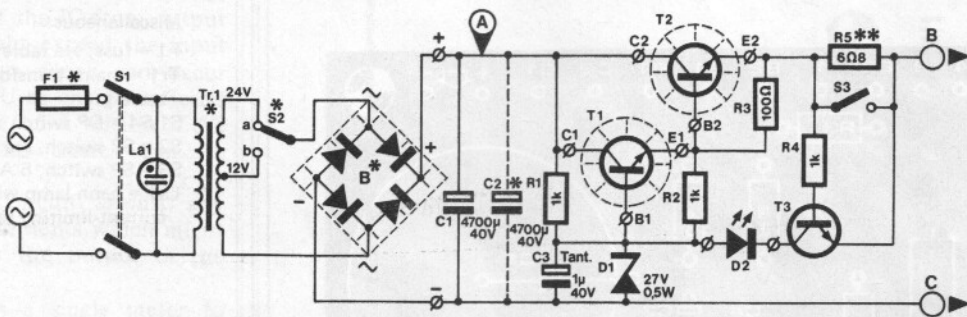 F1 *
S1
La1
Tr.1
*
24V
12V
*
S2
a
b
~
B *
+
−
~
+
−
A
C1
4700µ
40V
C2 *
4700µ
40V
R1
1k
C3
Tant.
1µ
40V
C1
T1
E1
B1
D1
27V
0,5W
C2
T2
E2
B2
R2
1k
R3
100Ω
D2
R5 **
6Ω8
S3
R4
1k
T3
B
C